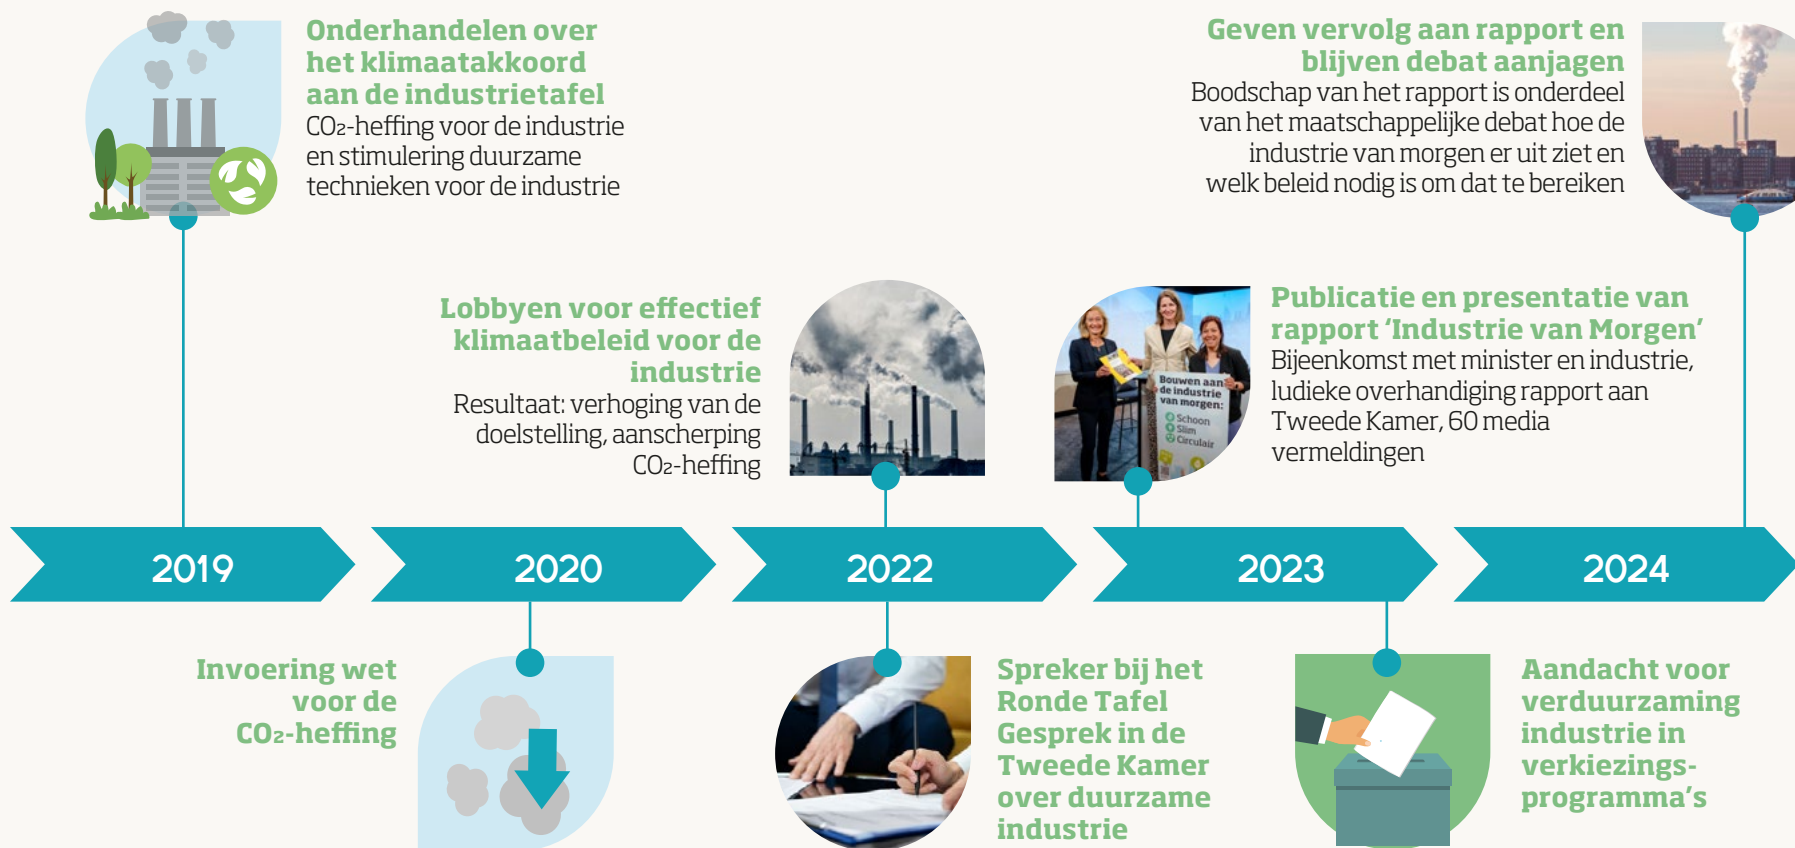 Onderhandelen over
het klimaatakkoord
aan de industrietafel
CO₂-heffing voor de industrie
en stimulering duurzame
technieken voor de industrie
Geven vervolg aan rapport en
blijven debat aanjagen
Boodschap van het rapport is onderdeel
van het maatschappelijke debat hoe de
industrie van morgen er uit ziet en
welk beleid nodig is om dat te bereiken
Lobbyen voor effectief
klimaatbeleid voor de
industrie
Resultaat: verhoging van de
doelstelling, aanscherping
CO₂-heffing
Bouwen aan
de industrie
van morgen:
Schoon
Slim
Circulair
Publicatie en presentatie van
rapport ‘Industrie van Morgen’
Bijeenkomst met minister en industrie,
ludieke overhandiging rapport aan
Tweede Kamer, 60 media
vermeldingen
2019
2020
2022
2023
2024
Invoering wet
voor de
CO₂-heffing
Spreker bij het
Ronde Tafel
Gesprek in de
Tweede Kamer
over duurzame
industrie
Aandacht voor
verduurzaming
industrie in
verkiezings-
programma’s